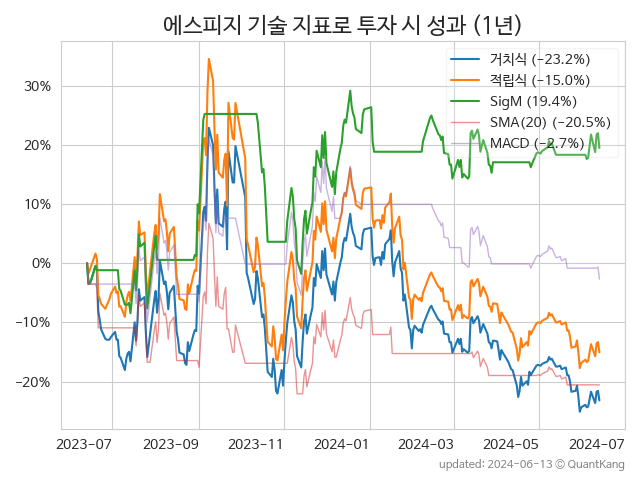 에스피지 기술 지표로 투자 시 성과 (1년)
거치식 (−23.2%)
적립식 (−15.0%)
SigM (19.4%)
SMA(20) (−20.5%)
MACD (−2.7%)
30%
20%
10%
0%
−10%
−20%
2023-07
2023-09
2023-11
2024-01
2024-03
2024-05
2024-07
updated: 2024-06-13 © QuantKang